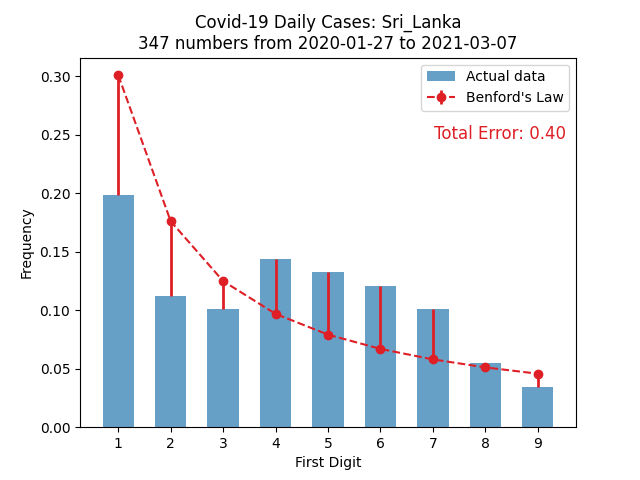 Covid-19 Daily Cases: Sri_Lanka
347 numbers from 2020-01-27 to 2021-03-07
Actual data
Benford's Law
Total Error: 0.40
Frequency
0.30
0.25
0.20
0.15
0.10
0.05
0.00
1 2 3 4 5 6 7 8 9
First Digit